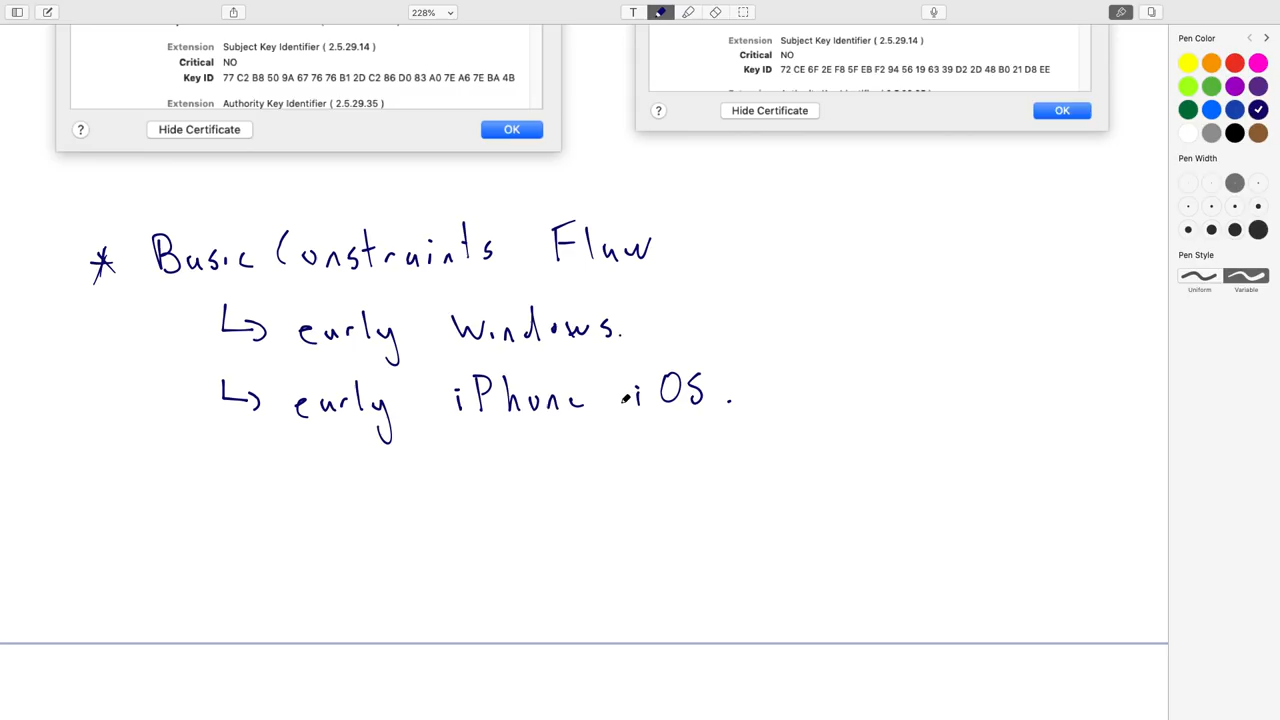 228%
T
Extension Subject Key Identifier ( 2.5.29.14 )
Critical NO
Key ID 77 C2 B8 50 9A 67 76 76 B1 2D C2 86 D0 83 A0 7E A6 7E BA 4B
Extension Authority Key Identifier ( 2.5.29.35 )
? Hide Certificate OK
Extension Subject Key Identifier ( 2.5.29.14 )
Critical NO
Key ID 72 CE 6F 2E F8 5F EB F2 94 56 19 63 39 D2 2D 48 B0 21 D8 EE
? Hide Certificate OK
* Basic Constraints Flaw
↳ early Windows.
↳ early iPhone iOS.
Pen Color
Pen Width
Pen Style
Uniform Variable